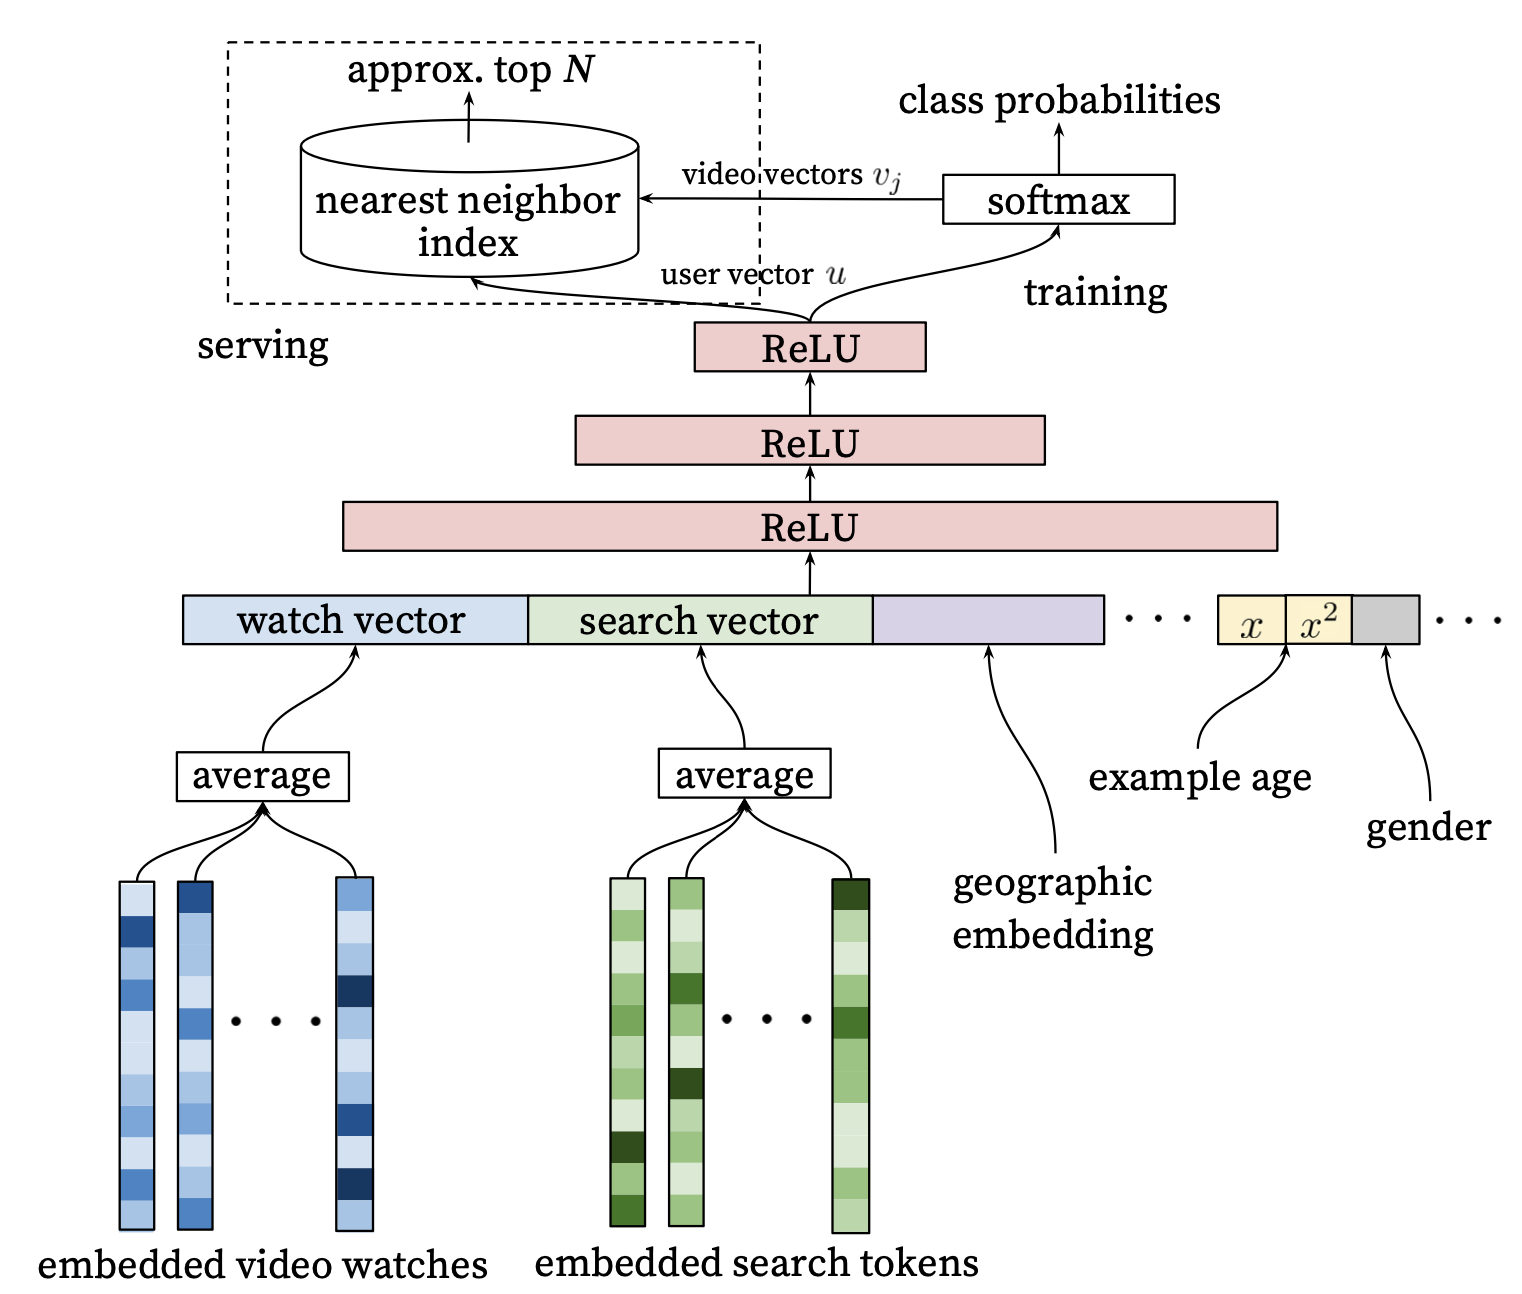 approx. top N
class probabilities
video vectors v_j
nearest neighbor
index
softmax
user vector u
training
serving
ReLU
ReLU
ReLU
watch vector
search vector
. . .
x
x²
. . .
average
average
example age
gender
geographic
embedding
. . .
. . .
embedded video watches
embedded search tokens